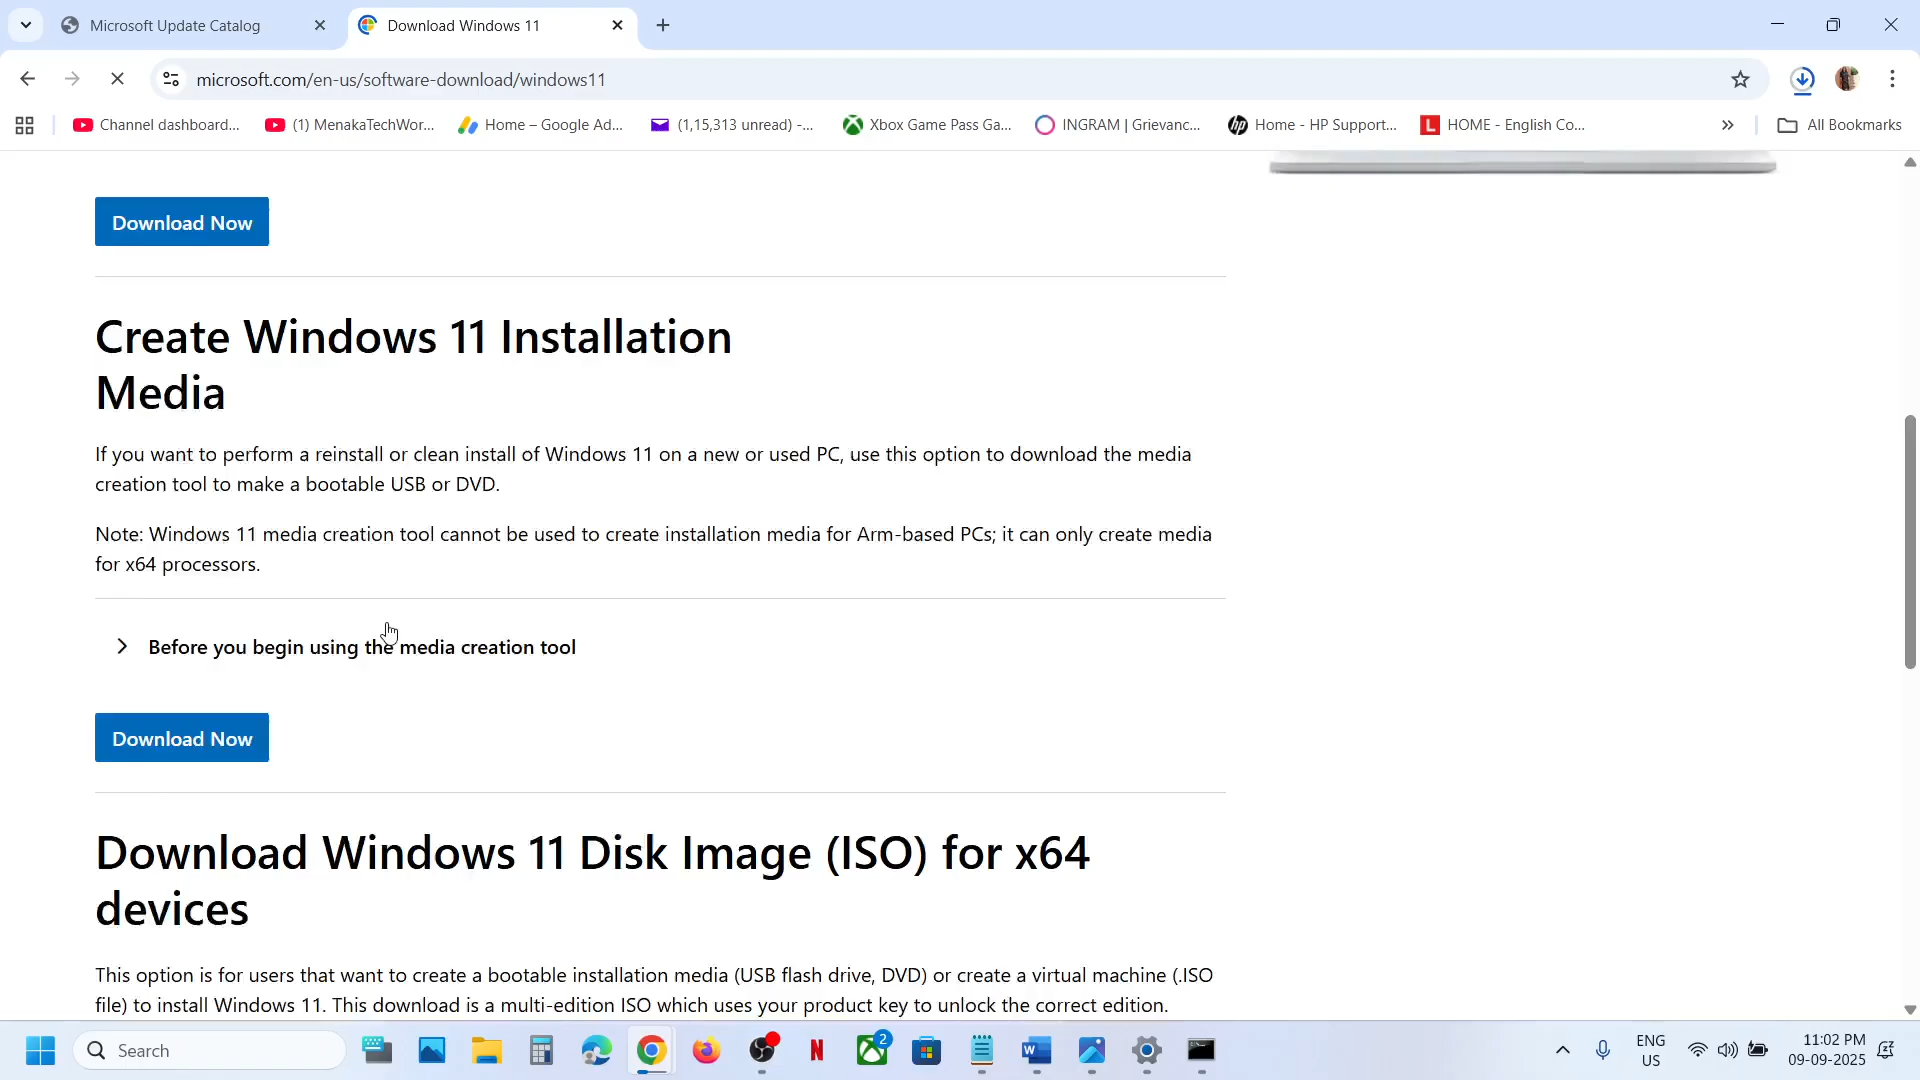 Microsoft Update Catalog
Download Windows 11
microsoft.com/en-us/software-download/windows11
Channel dashboard...
(1) MenakaTechWor...
Home – Google Ad...
(1,15,313 unread) -...
Xbox Game Pass Ga...
INGRAM | Grievanc...
Home - HP Support...
HOME - English Co...
All Bookmarks
Download Now
Create Windows 11 Installation
Media
If you want to perform a reinstall or clean install of Windows 11 on a new or used PC, use this option to download the media
creation tool to make a bootable USB or DVD.
Note: Windows 11 media creation tool cannot be used to create installation media for Arm-based PCs; it can only create media
for x64 processors.
Before you begin using the media creation tool
Download Now
Download Windows 11 Disk Image (ISO) for x64
devices
This option is for users that want to create a bootable installation media (USB flash drive, DVD) or create a virtual machine (.ISO
file) to install Windows 11. This download is a multi-edition ISO which uses your product key to unlock the correct edition.
Search
2
ENG
US
11:02 PM
09-09-2025